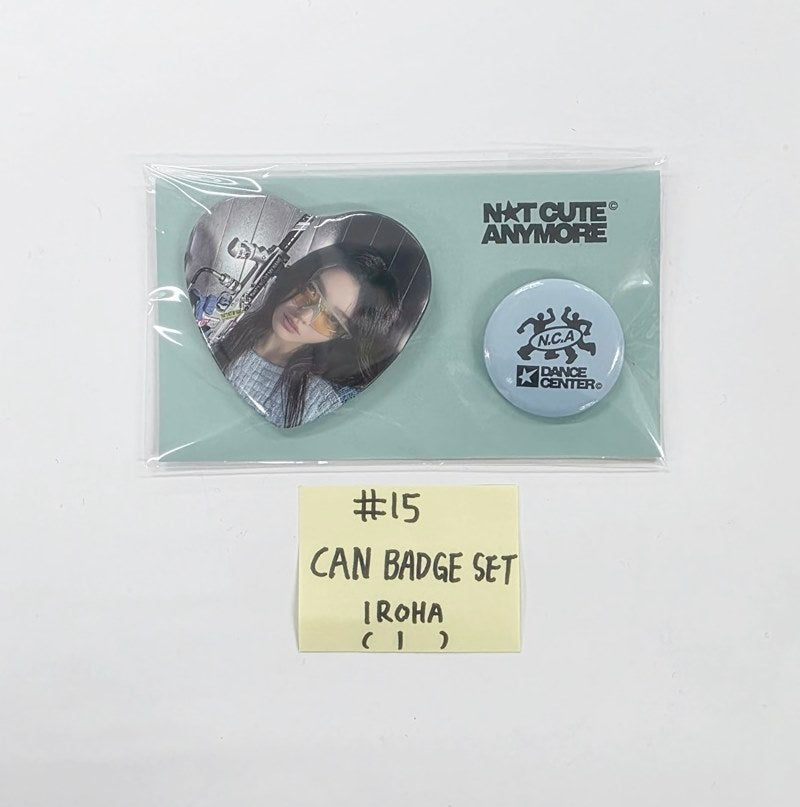 N★T CUTE©
ANYMORE
N.C.A
★ DANCE
CENTER©
#15
CAN BADGE SET
IROHA
( 1 )